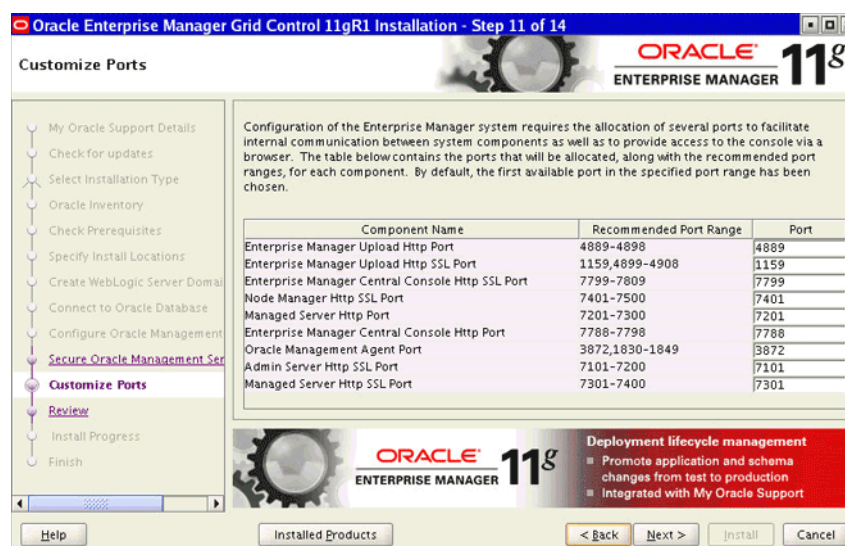 Oracle Enterprise Manager Grid Control 11gR1 Installation - Step 11 of 14
Customize Ports
ORACLE
ENTERPRISE MANAGER 11g
My Oracle Support Details
Check for updates
Select Installation Type
Oracle Inventory
Check Prerequisites
Specify Install Locations
Create WebLogic Server Domai
Connect to Oracle Database
Configure Oracle Management
Secure Oracle Management Ser
Customize Ports
Review
Install Progress
Finish
Configuration of the Enterprise Manager system requires the allocation of several ports to facilitate
internal communication between system components as well as to provide access to the console via a
browser. The table below contains the ports that will be allocated, along with the recommended port
ranges, for each component. By default, the first available port in the specified port range has been
chosen.
Component Name Recommended Port Range Port
Enterprise Manager Upload Http Port 4889-4898 4889
Enterprise Manager Upload Http SSL Port 1159,4899-4908 1159
Enterprise Manager Central Console Http SSL Port 7799-7809 7799
Node Manager Http SSL Port 7401-7500 7401
Managed Server Http Port 7201-7300 7201
Enterprise Manager Central Console Http Port 7788-7798 7788
Oracle Management Agent Port 3872,1830-1849 3872
Admin Server Http SSL Port 7101-7200 7101
Managed Server Http SSL Port 7301-7400 7301
ORACLE
ENTERPRISE MANAGER 11g
Deployment lifecycle management
Promote application and schema
changes from test to production
Integrated with My Oracle Support
Help Installed Products < Back Next > Install Cancel